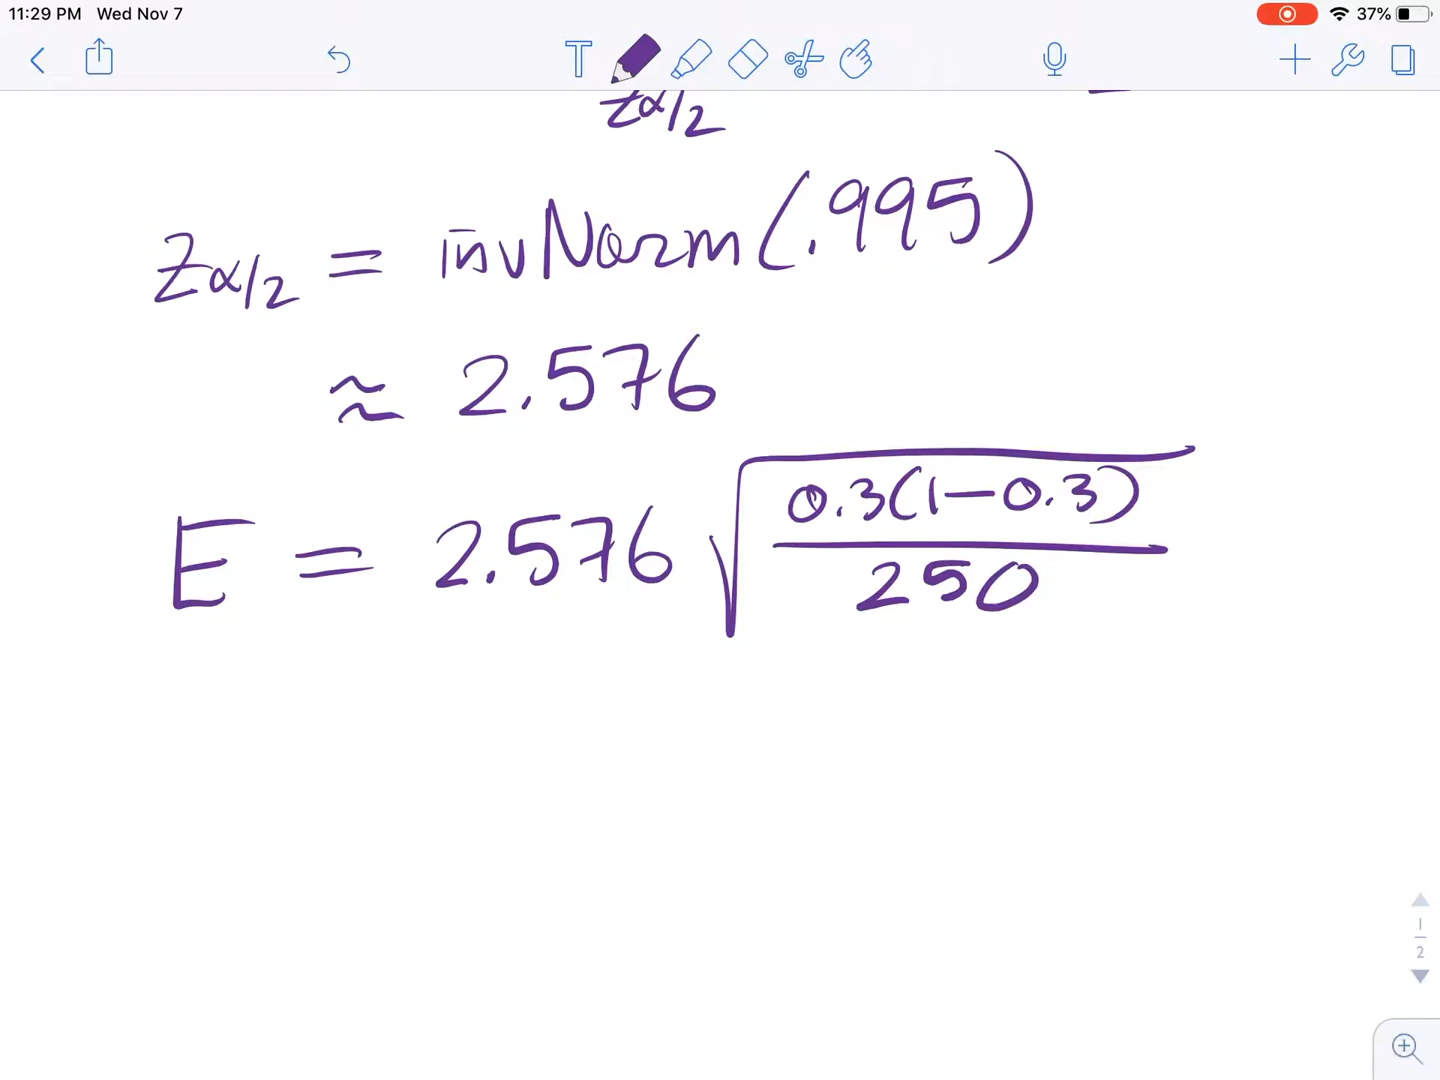 11:29 PM Wed Nov 7 37%
T
zα/2
zα/2 = invNorm(.995)
≈ 2.576
E = 2.576 √(0.3(1-0.3)/250)
1
2